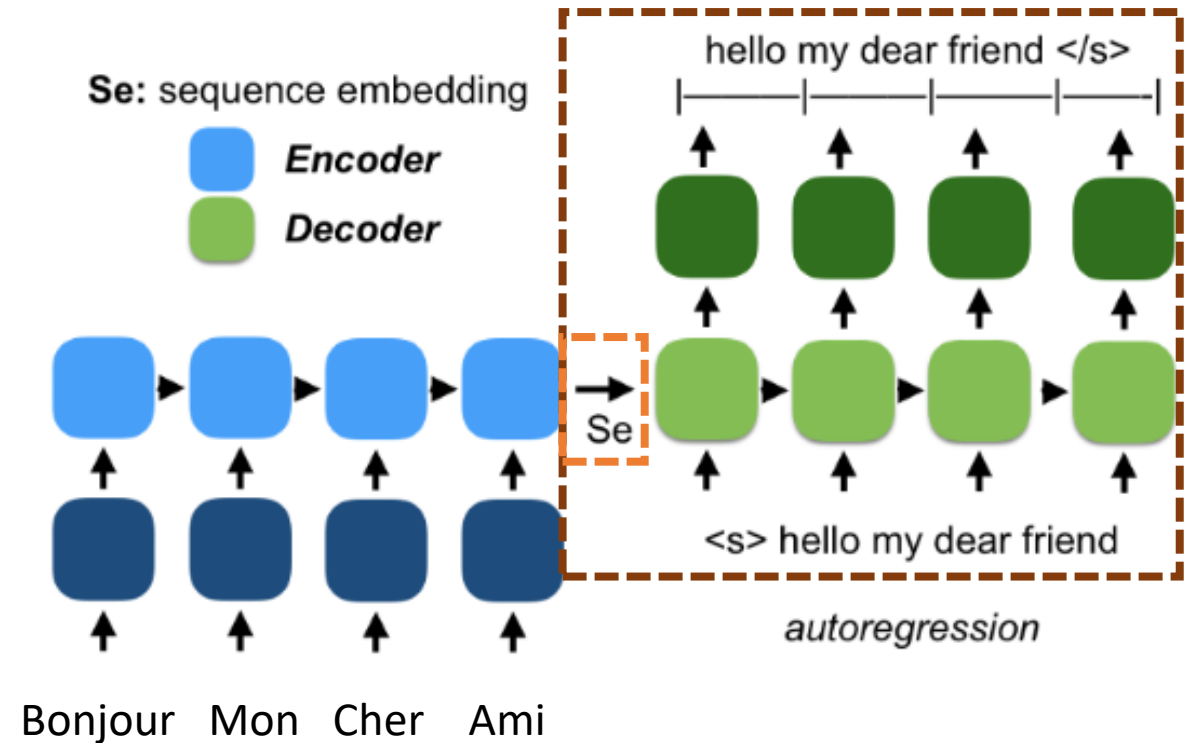 Se: sequence embedding
Encoder
Decoder
hello my dear friend </s>
Se
<s> hello my dear friend
autoregression
Bonjour Mon Cher Ami